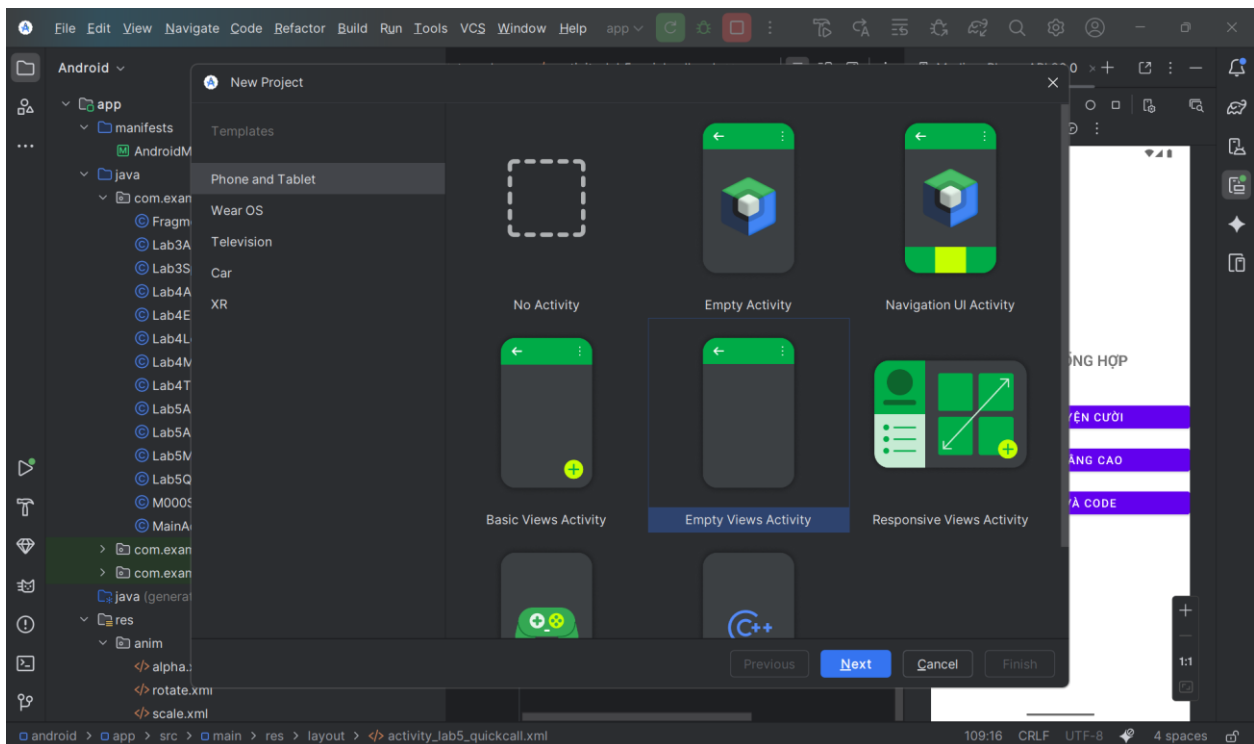 File Edit View Navigate Code Refactor Build Run Tools VCS Window Help app
Android
New Project
app
manifests
AndroidM
java
com.exan
Fragm
Lab3A
Lab3S
Lab4A
Lab4E
Lab4L
Lab4M
Lab4T
Lab5A
Lab5A
Lab5M
Lab5Q
M000S
MainA
com.exan
com.exan
java (genera
res
anim
alpha.
rotate.xml
scale.xml
Templates
Phone and Tablet
Wear OS
Television
Car
XR
No Activity
Empty Activity
Navigation UI Activity
Basic Views Activity
Empty Views Activity
Responsive Views Activity
C++
Previous
Next
Cancel
Finish
ỔNG HỢP
YỆN CƯỜI
ÂNG CAO
VÀ CODE
1:1
android > app > src > main > res > layout > activity_lab5_quickcall.xml
109:16 CRLF UTF-8 4 spaces